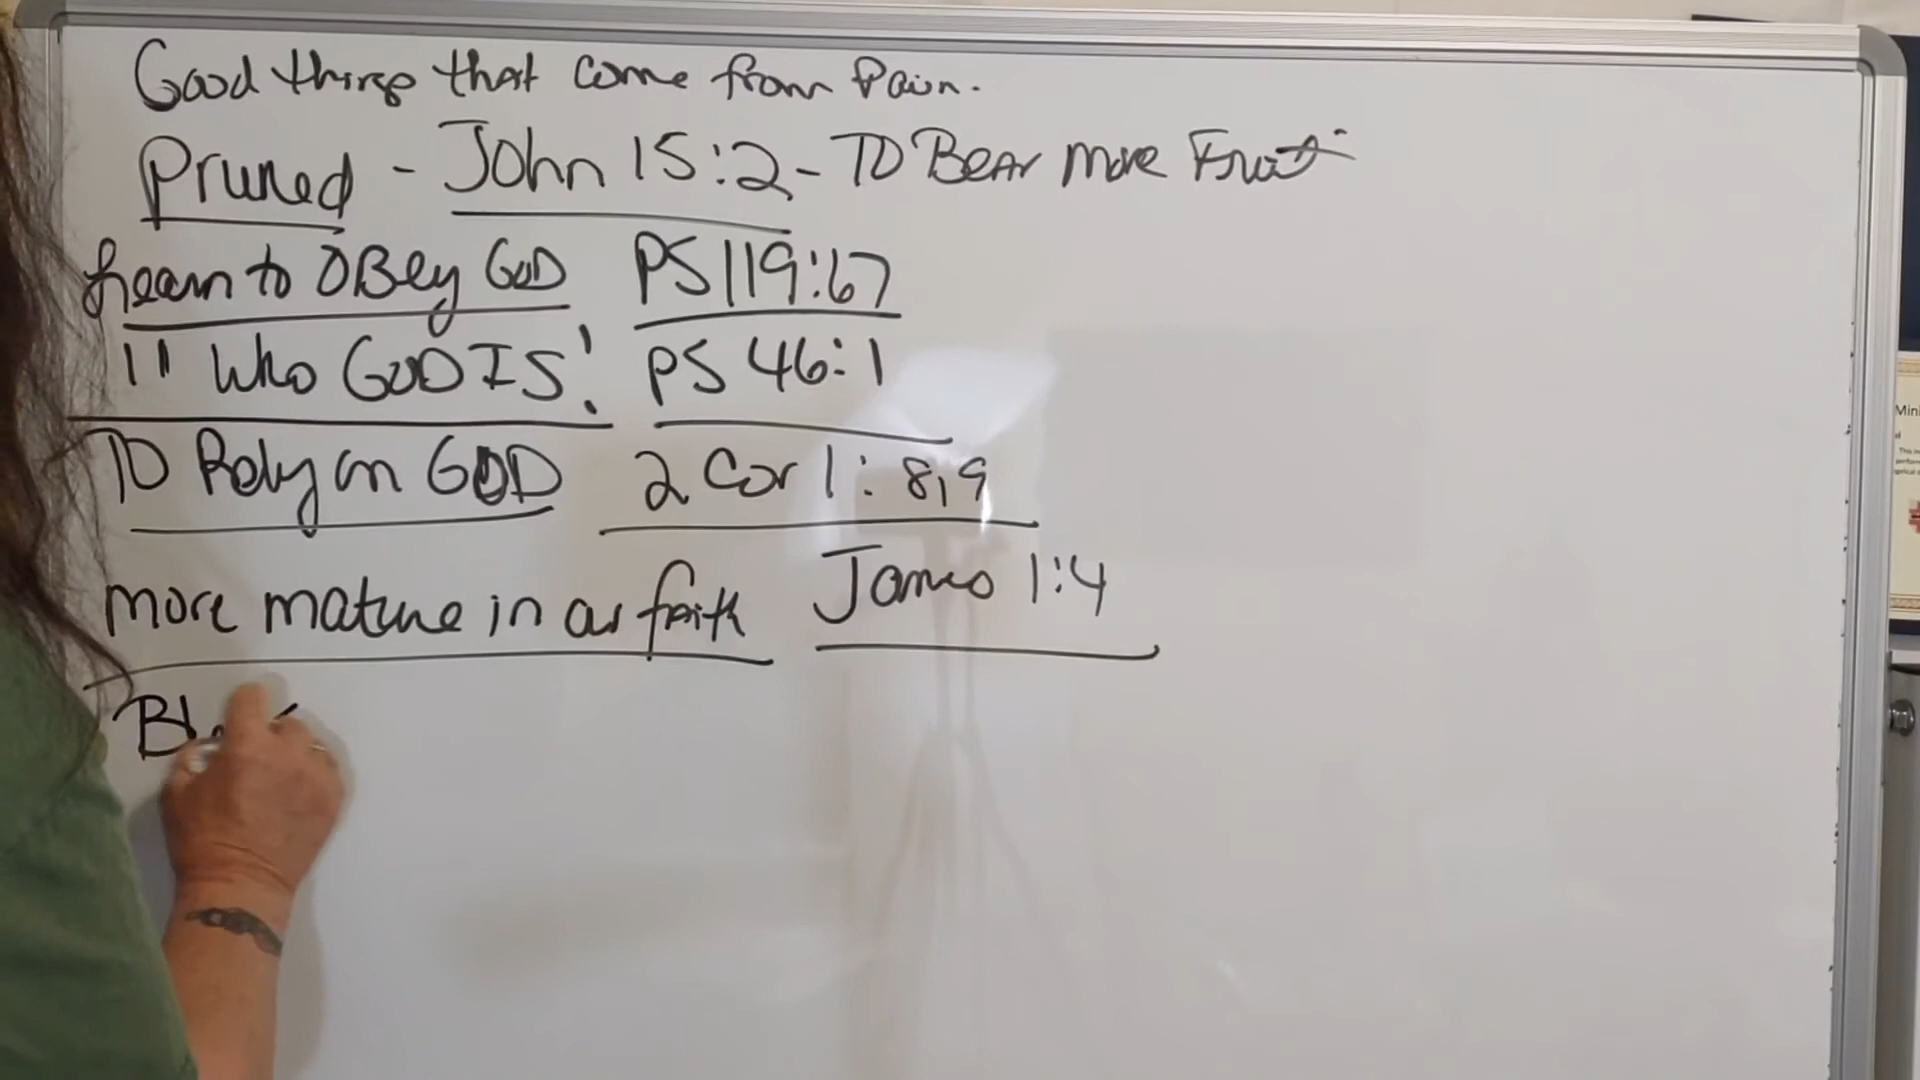 Good things that come from Pain.
Pruned - John 15:2 - TO Bear more Fruit
Learn to OBey GOD PS 119:67
11 Who GOD IS! PS 46:1
TO Rely on GOD 2 Cor 1:8,9
more mature in our faith James 1:4
Mini